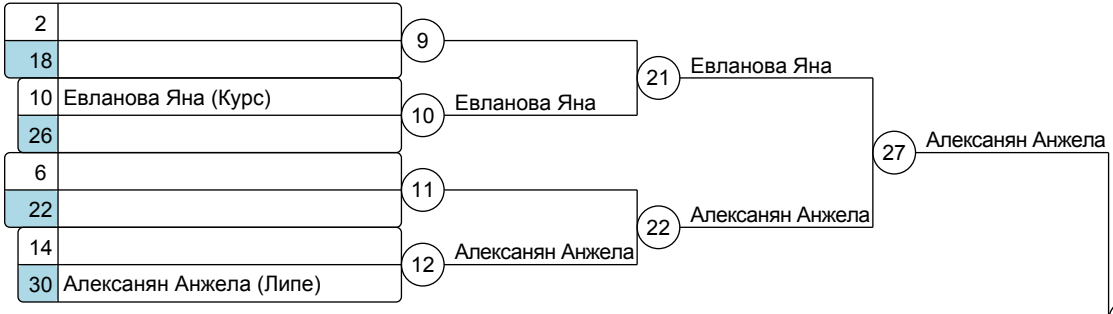 2
9
18
21 Евланова Яна
10 Евланова Яна (Курс)
10 Евланова Яна
26
27 Алексанян Анжела
6
11
22
22 Алексанян Анжела
14
12 Алексанян Анжела
30 Алексанян Анжела (Липе)